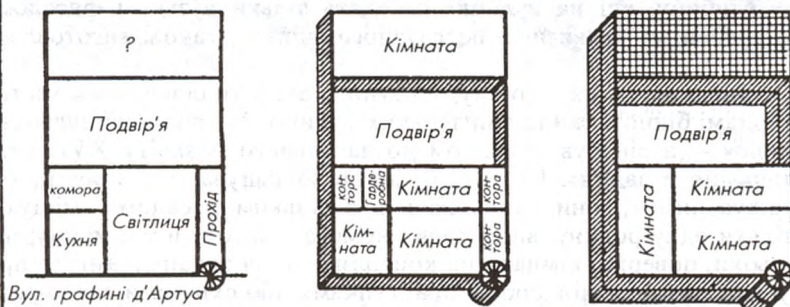 ?
Подвір'я
комора
Світлиця
Прохід
Кухня
Вул. графині д'Артуа
Кімната
Подвір'я
кон-
тора
Гарде-
робна
Кімната
кон-
тора
Кім-
ната
Кімната
кон-
тора
Подвір'я
Кімната
Кімната
Кімната